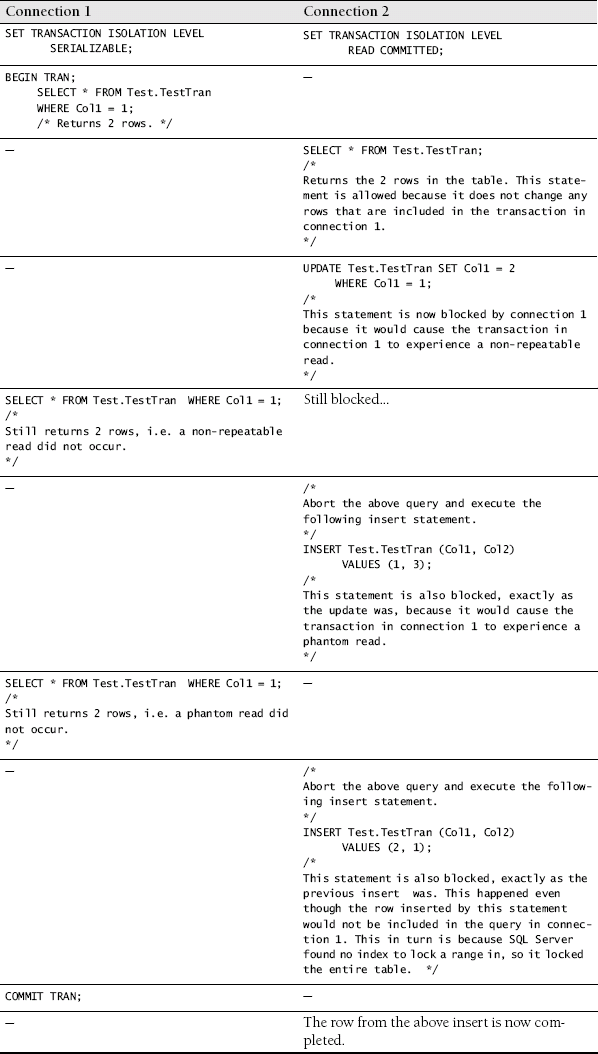 Connection 1
Connection 2
SET TRANSACTION ISOLATION LEVEL
SERIALIZABLE;
SET TRANSACTION ISOLATION LEVEL
READ COMMITTED;
BEGIN TRAN;
SELECT * FROM Test.TestTran
WHERE Col1 = 1;
/* Returns 2 rows. */
—
—
SELECT * FROM Test.TestTran;
/*
Returns the 2 rows in the table. This state-
ment is allowed because it does not change any
rows that are included in the transaction in
connection 1.
*/
—
UPDATE Test.TestTran SET Col1 = 2
WHERE Col1 = 1;
/*
This statement is now blocked by connection 1
because it would cause the transaction in
connection 1 to experience a non-repeatable
read.
*/
SELECT * FROM Test.TestTran WHERE Col1 = 1;
/*
Still returns 2 rows, i.e. a non-repeatable
read did not occur.
*/
Still blocked...
—
/*
Abort the above query and execute the
following insert statement.
*/
INSERT Test.TestTran (Col1, Col2)
VALUES (1, 3);
/*
This statement is also blocked, exactly as
the update was, because it would cause the
transaction in connection 1 to experience a
phantom read.
*/
SELECT * FROM Test.TestTran WHERE Col1 = 1;
/*
Still returns 2 rows, i.e. a phantom read did
not occur.
*/
—
—
/*
Abort the above query and execute the follow-
ing insert statement.
*/
INSERT Test.TestTran (Col1, Col2)
VALUES (2, 1);
/*
This statement is also blocked, exactly as the
previous insert was. This happened even
though the row inserted by this statement
would not be included in the query in connec-
tion 1. This in turn is because SQL Server
found no index to lock a range in, so it locked
the entire table. */
COMMIT TRAN;
—
—
The row from the above insert is now com-
pleted.